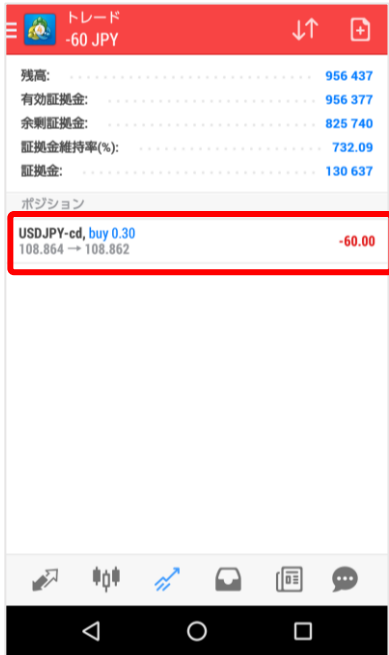 トレード
-60 JPY
残高: 956 437
有効証拠金: 956 377
余剰証拠金: 825 740
証拠金維持率(%): 732.09
証拠金: 130 637
ポジション
USDJPY-cd, buy 0.30 -60.00
108.864 → 108.862